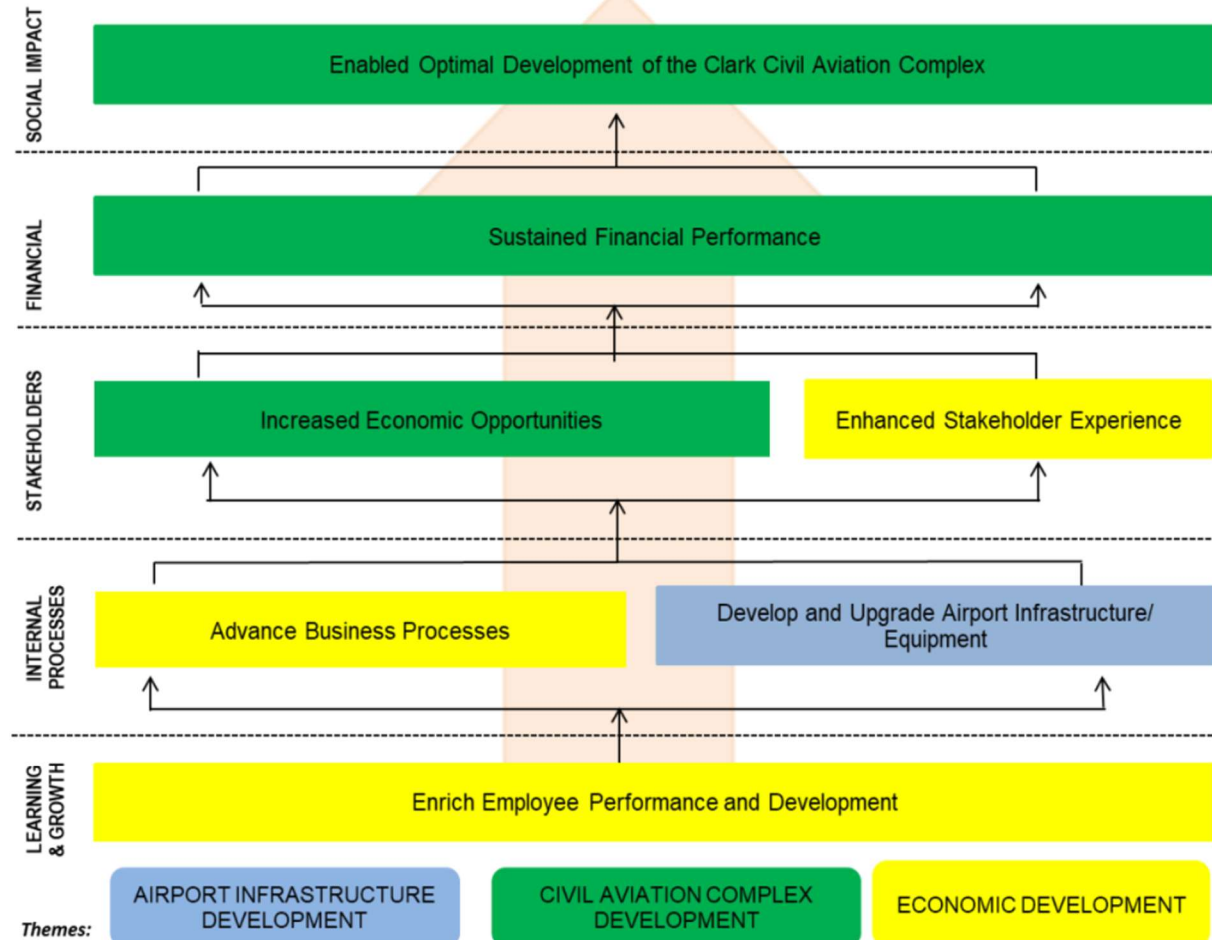 SOCIAL IMPACT
Enabled Optimal Development of the Clark Civil Aviation Complex
FINANCIAL
Sustained Financial Performance
STAKEHOLDERS
Increased Economic Opportunities
Enhanced Stakeholder Experience
INTERNAL
PROCESSES
Advance Business Processes
Develop and Upgrade Airport Infrastructure/
Equipment
LEARNING
& GROWTH
Enrich Employee Performance and Development
Themes:
AIRPORT INFRASTRUCTURE
DEVELOPMENT
CIVIL AVIATION COMPLEX
DEVELOPMENT
ECONOMIC DEVELOPMENT